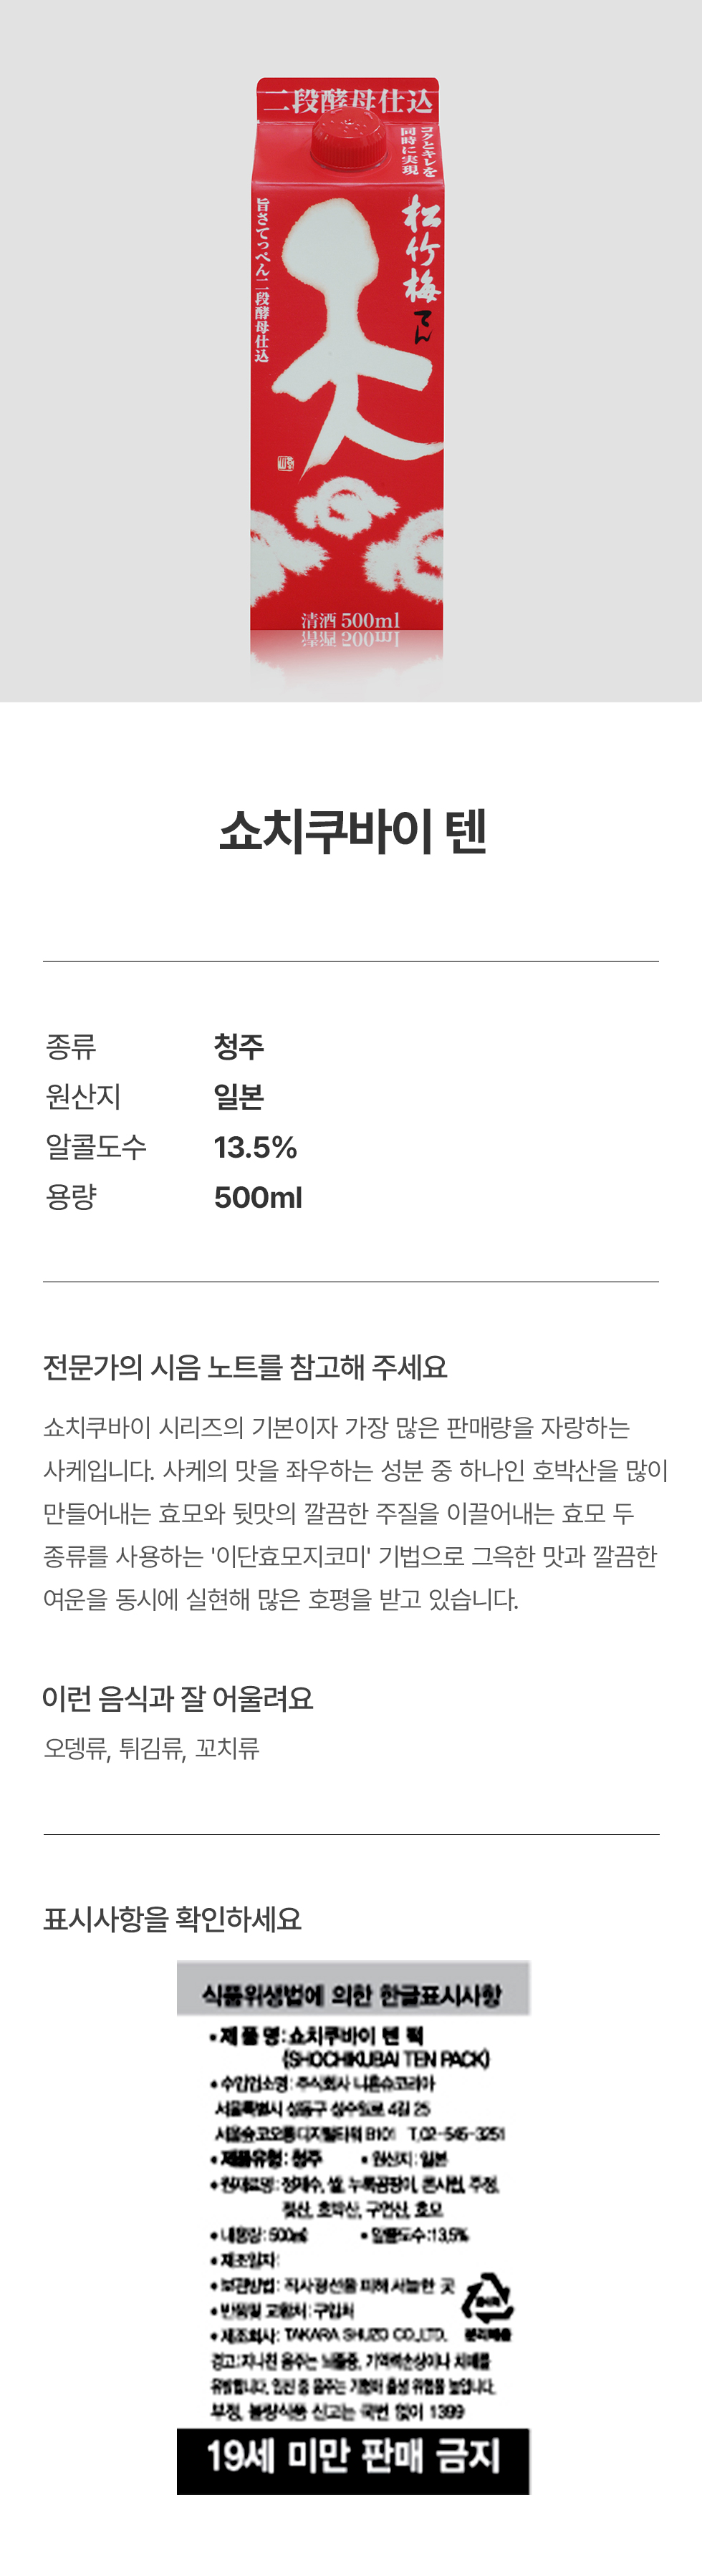 二段酵母仕込
コクとキレを
同時に実現
松竹梅
てん
旨さてっぺん二段酵母仕込
天
清酒 500ml
쇼치쿠바이 텐
종류 청주
원산지 일본
알콜도수 13.5%
용량 500ml
전문가의 시음 노트를 참고해 주세요
쇼치쿠바이 시리즈의 기본이자 가장 많은 판매량을 자랑하는
사케입니다. 사케의 맛을 좌우하는 성분 중 하나인 호박산을 많이
만들어내는 효모와 뒷맛의 깔끔한 주질을 이끌어내는 효모 두
종류를 사용하는 '이단효모지코미' 기법으로 그윽한 맛과 깔끔한
여운을 동시에 실현해 많은 호평을 받고 있습니다.
이런 음식과 잘 어울려요
오뎅류, 튀김류, 꼬치류
표시사항을 확인하세요
식품위생법에 의한 한글표시사항
•제 품 명:쇼치쿠바이 텐 팩
(SHOCHIKUBAI TEN PACK)
•수입업소명: 주식회사 니혼슈코리아
서울특별시 성동구 성수일로 4길 25
서울숲코오롱디지털타워 B101 T.02-545-3251
•제품유형: 청주 •원산지: 일본
•원재료명: 정제수, 쌀, 누룩곰팡이, 주정,
젖산, 호박산, 구연산, 효모
•내용량: 500㎖ •알콜도수:13.5%
•제조일자:
•보관방법: 직사광선을 피해 서늘한 곳
•반품및 교환처: 구입처
•제조회사: TAKARA SHUZO CO.,LTD. 분리배출
경고:지나친 음주는 뇌졸중, 기억력손상이나 치매를
유발합니다. 임신 중 음주는 기형아 출생 위험을 높입니다.
부정, 불량식품 신고는 국번 없이 1399
19세 미만 판매 금지